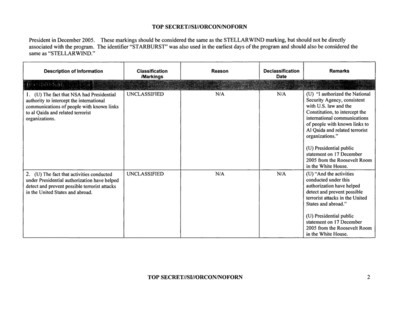 TOP SECRET//SI//ORCON/NOFORN
President in December 2005. These markings should be considered the same as the STELLARWIND marking, but should not be directly
associated with the program. The identifier "STARBURST" was also used in the earliest days of the program and should also be considered the
same as "STELLARWIND."
Description of Information
Classification
/Markings
Reason
Declassification
Date
Remarks
1. (U) The fact that NSA had Presidential
authority to intercept the international
communications of people with known links
to al Qaida and related terrorist
organizations.
UNCLASSIFIED
N/A
N/A
(U) "I authorized the National
Security Agency, consistent
with U.S. law and the
Constitution, to intercept the
international communications
of people with known links to
Al Qaida and related terrorist
organizations."
(U) Presidential public
statement on 17 December
2005 from the Roosevelt Room
in the White House.
2. (U) The fact that activities conducted
under Presidential authorization have helped
detect and prevent possible terrorist attacks
in the United States and abroad.
UNCLASSIFIED
N/A
N/A
(U) "And the activities
conducted under this
authorization have helped
detect and prevent possible
terrorist attacks in the United
States and abroad."
(U) Presidential public
statement on 17 December
2005 from the Roosevelt Room
in the White House.
TOP SECRET//SI//ORCON/NOFORN
2